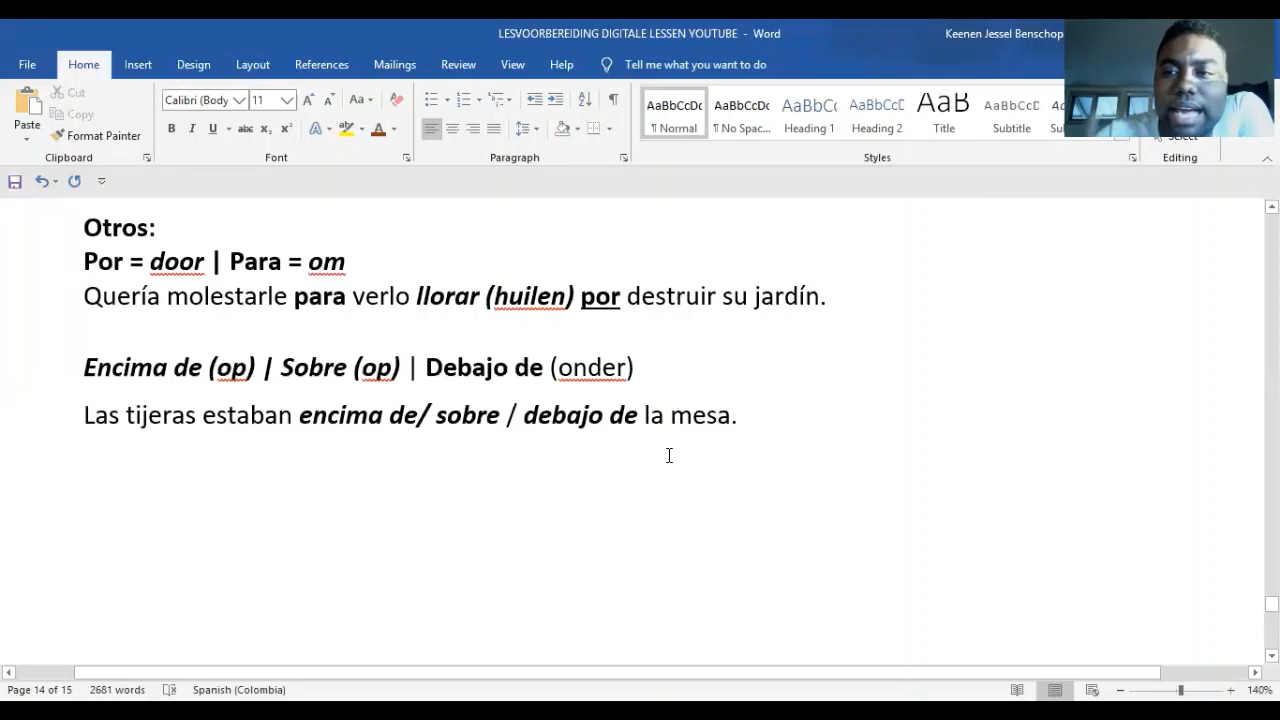 LESVOORBEREIDING DIGITALE LESSEN YOUTUBE - Word
Keenen Jessel Benschop
File Home Insert Design Layout References Mailings Review View Help Tell me what you want to do
Paste
Cut
Copy
Format Painter
Clipboard
Calibri (Body 11
Font
Paragraph
AaBbCcDc AaBbCcDc AaBbCc AaBbCcD AaB AaBbCcD
¶ Normal ¶ No Spac... Heading 1 Heading 2 Title Subtitle
Styles
Editing
Otros:
Por = door | Para = om
Quería molestarle para verlo llorar (huilen) por destruir su jardín.
Encima de (op) | Sobre (op) | Debajo de (onder)
Las tijeras estaban encima de/ sobre / debajo de la mesa.
Page 14 of 15 2681 words Spanish (Colombia) 140%